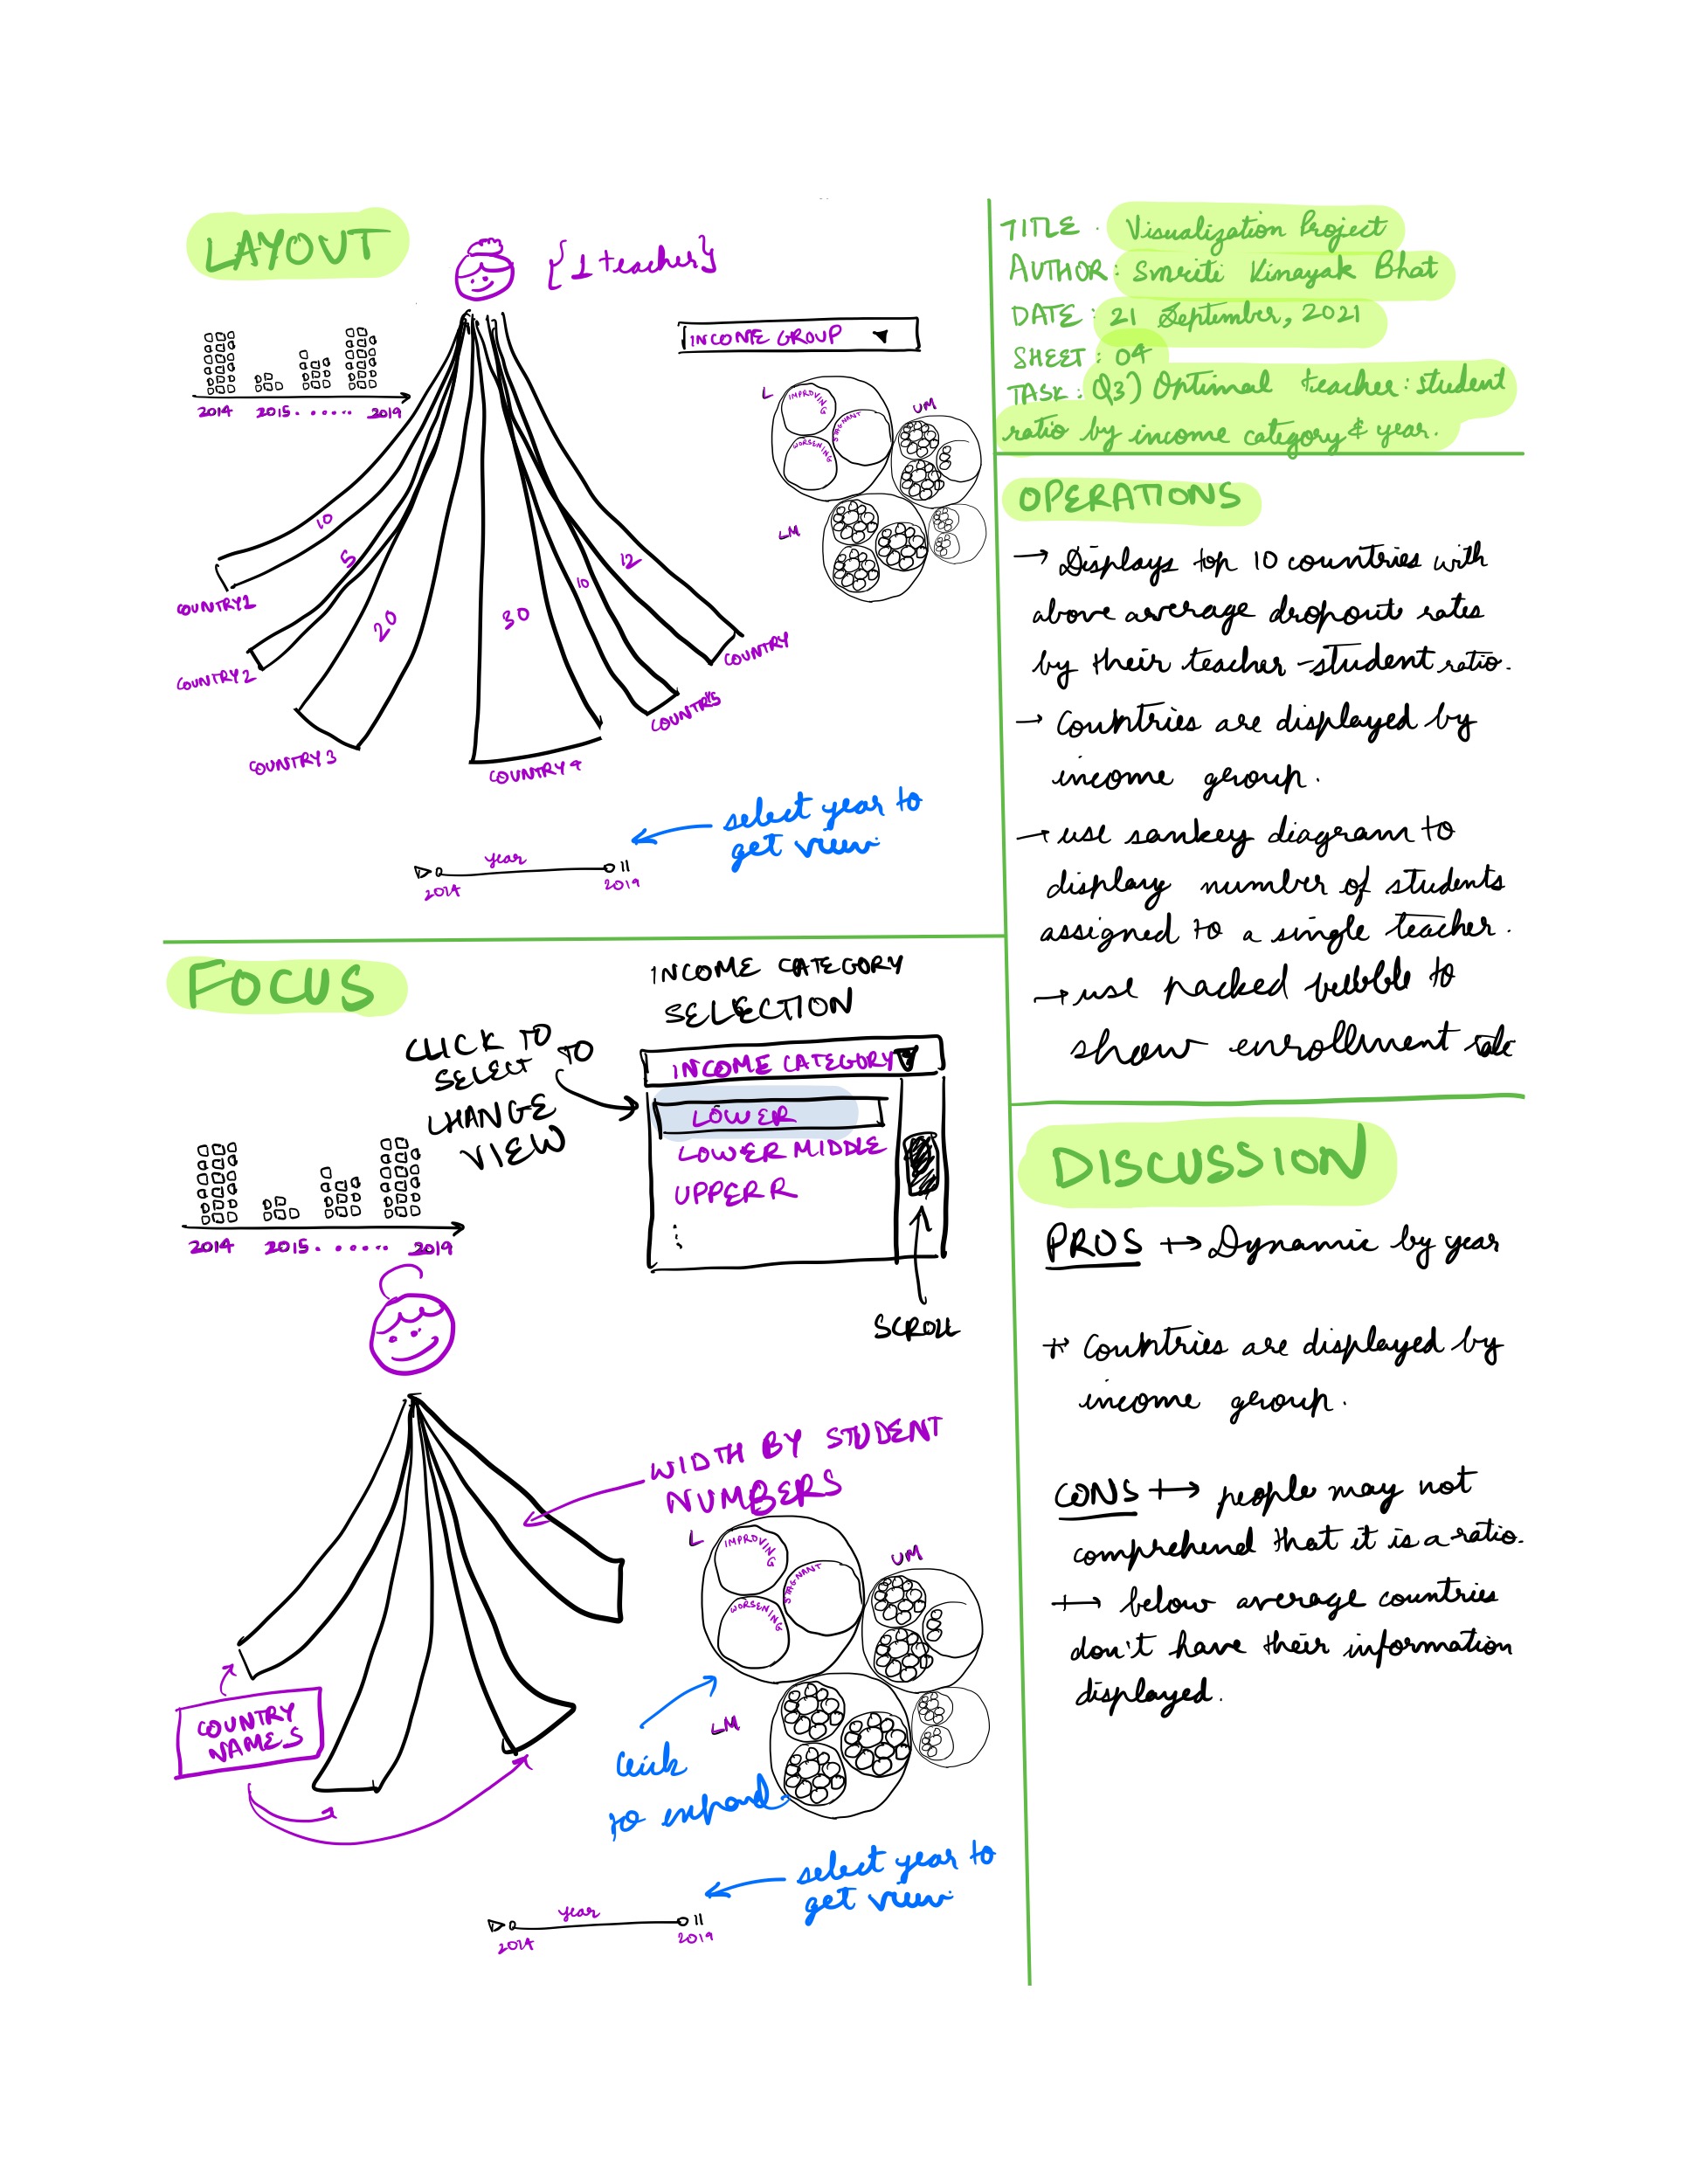 LAYOUT
{1 teacher}
INCOME GROUP
2014 2015. ..... 2019
L
IMPROVING
STAGNANT
WORSENING
UM
LM
10
5
20
30
10
12
COUNTRY1
COUNTRY2
COUNTRY 3
COUNTRY 4
COUNTRY5
COUNTRY
select year to
get view
year
2014
2019
FOCUS
INCOME CATEGORY
SELECTION
CLICK TO
SELECT TO
CHANGE
VIEW
INCOME CATEGORY
LOWER
LOWER MIDDLE
UPPER R
SCROLL
2014 2015. ..... 2019
WIDTH BY STUDENT
NUMBERS
L
IMPROVING
STAGNANT
WORSENING
UM
LM
COUNTRY
NAMES
click
to expand
select year to
get view
year
2014
2019
TITLE: Visualization Project
AUTHOR: Smriti Kinayak Bhat
DATE: 21 September, 2021
SHEET: 04
TASK: Q3) Optimal teacher: student
ratio by income category & year.
OPERATIONS
→ Displays top 10 countries with
above average dropout rates
by their teacher-student ratio.
→ Countries are displayed by
income group.
→ use sankey diagram to
display number of students
assigned to a single teacher.
→ use packed bubble to
show enrollment rate
DISCUSSION
PROS +→ Dynamic by year
+→ Countries are displayed by
income group.
CONS +→ people may not
comprehend that it is a ratio.
+→ below average countries
don't have their information
displayed.